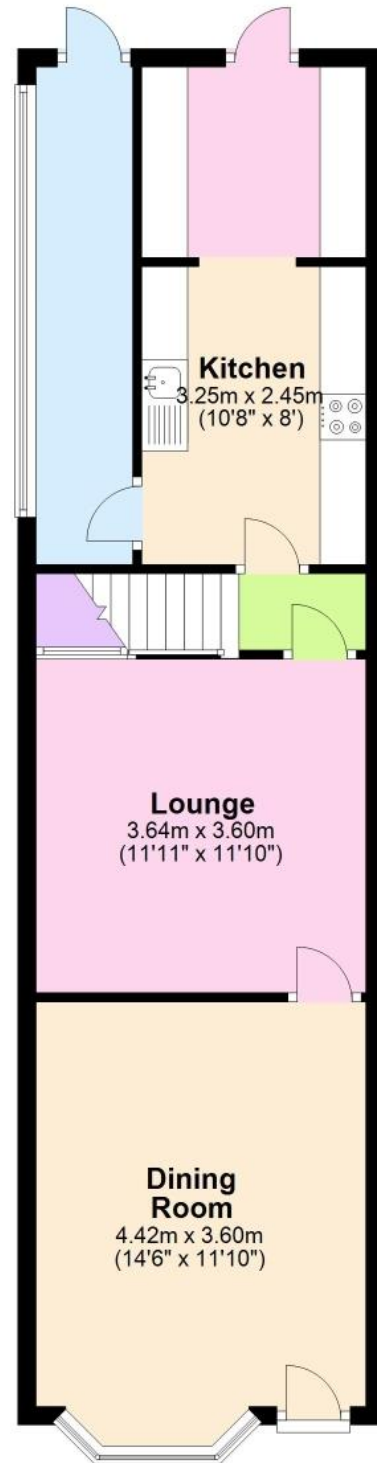 Kitchen
3.25m x 2.45m
(10'8" x 8')
Lounge
3.64m x 3.60m
(11'11" x 11'10")
Dining
Room
4.42m x 3.60m
(14'6" x 11'10")